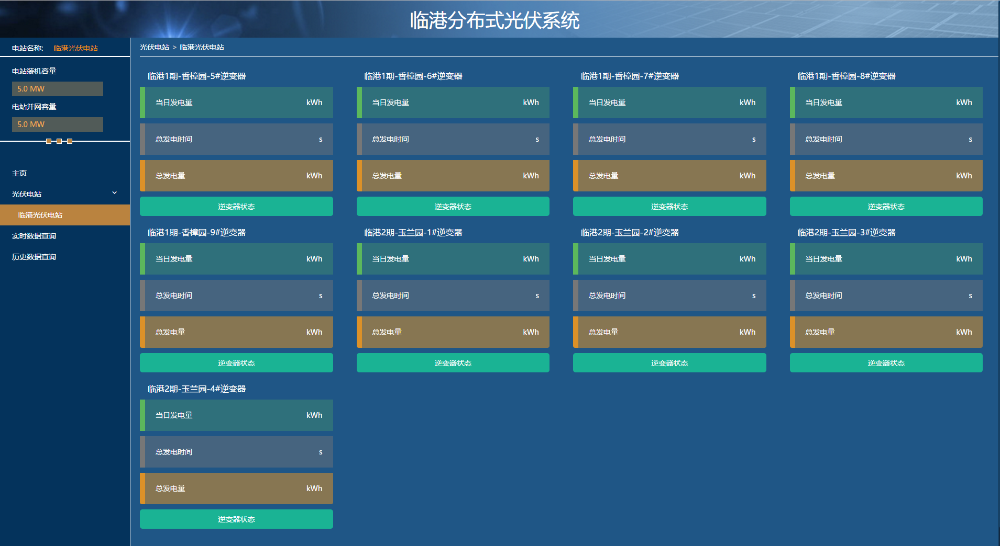 临港分布式光伏系统
电站名称: 临港光伏电站
电站装机容量
5.0 MW
电站并网容量
5.0 MW
主页
光伏电站
临港光伏电站
实时数据查询
历史数据查询
光伏电站 > 临港光伏电站
临港1期-香樟园-5#逆变器
当日发电量 kWh
总发电时间 s
总发电量 kWh
逆变器状态
临港1期-香樟园-6#逆变器
当日发电量 kWh
总发电时间 s
总发电量 kWh
逆变器状态
临港1期-香樟园-7#逆变器
当日发电量 kWh
总发电时间 s
总发电量 kWh
逆变器状态
临港1期-香樟园-8#逆变器
当日发电量 kWh
总发电时间 s
总发电量 kWh
逆变器状态
临港1期-香樟园-9#逆变器
当日发电量 kWh
总发电时间 s
总发电量 kWh
逆变器状态
临港2期-玉兰园-1#逆变器
当日发电量 kWh
总发电时间 s
总发电量 kWh
逆变器状态
临港2期-玉兰园-2#逆变器
当日发电量 kWh
总发电时间 s
总发电量 kWh
逆变器状态
临港2期-玉兰园-3#逆变器
当日发电量 kWh
总发电时间 s
总发电量 kWh
逆变器状态
临港2期-玉兰园-4#逆变器
当日发电量 kWh
总发电时间 s
总发电量 kWh
逆变器状态